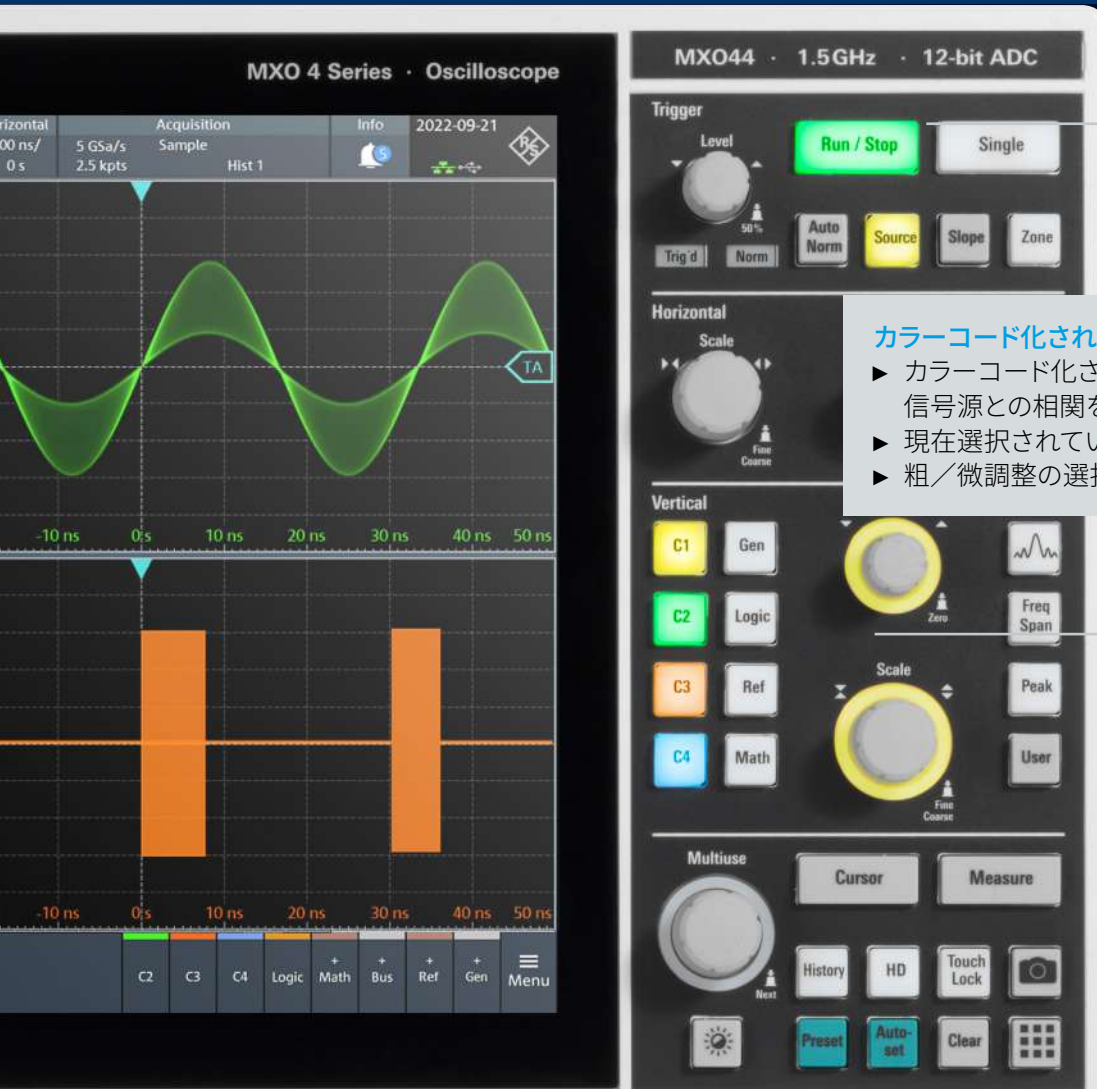 MXO 4 Series · Oscilloscope
MXO44 · 1.5GHz · 12-bit ADC
rizontal
00 ns/
0 s
5 GSa/s
2.5 kpts
Acquisition
Sample
Hist 1
Info
5
2022-09-21
R&S
TA
-10 ns 0 s 10 ns 20 ns 30 ns 40 ns 50 ns
-10 ns 0 s 10 ns 20 ns 30 ns 40 ns 50 ns
C2 C3 C4 Logic + Math + Bus + Ref + Gen Menu
Trigger
Level
50%
Run / Stop
Single
Trig'd
Norm
Auto
Norm
Source
Slope
Zone
Horizontal
Scale
Fine
Coarse
カラーコード化され
► カラーコード化さ
信号源との相関を
► 現在選択されてい
► 粗/微調整の選
Vertical
C1
Gen
C2
Logic
Zero
Freq
Span
C3
Ref
Scale
Peak
C4
Math
User
Fine
Coarse
Multiuse
Next
Cursor
Measure
History
HD
Touch
Lock
Preset
Auto-
set
Clear